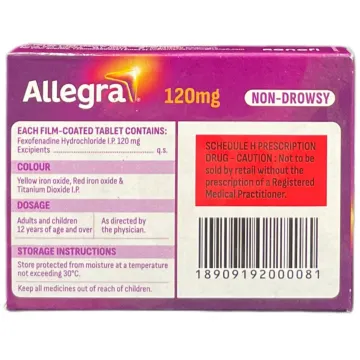 sanofi
Allegra®
120mg
NON-DROWSY
EACH FILM-COATED TABLET CONTAINS:
Fexofenadine Hydrochloride I.P. 120 mg
Excipients q.s.
COLOUR
Yellow iron oxide, Red iron oxide &
Titanium Dioxide I.P.
DOSAGE
Adults and children
12 years of age and over
As directed by
the physician.
STORAGE INSTRUCTIONS
Store protected from moisture at a temperature
not exceeding 30°C.
Keep all medicines out of reach of children.
SCHEDULE H PRESCRIPTION
DRUG - CAUTION : Not to be
sold by retail without the
prescription of a Registered
Medical Practitioner.
18909192000081